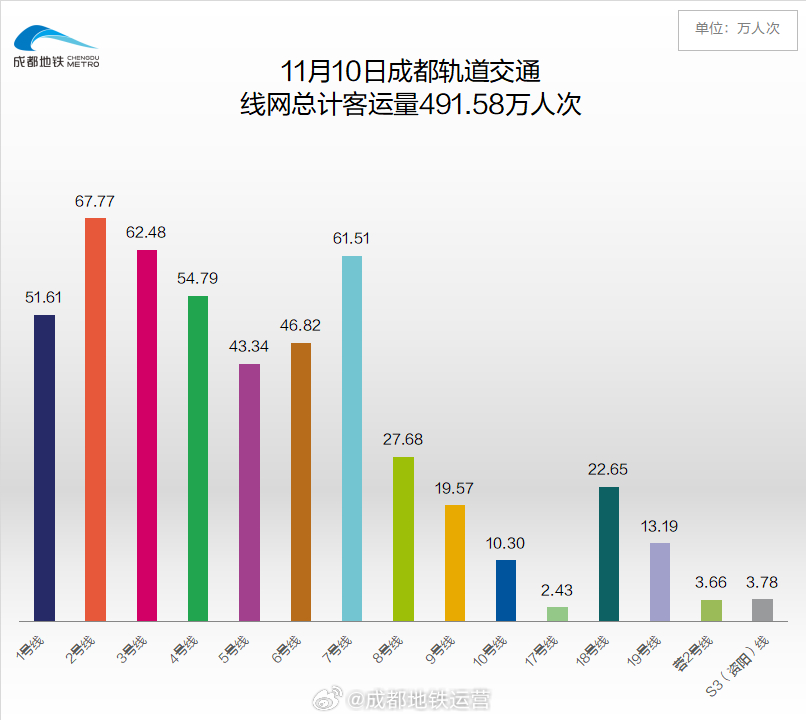 成都地铁 CHENGDU METRO
单位：万人次
11月10日成都轨道交通
线网总计客运量491.58万人次
51.61
67.77
62.48
54.79
43.34
46.82
61.51
27.68
19.57
10.30
2.43
22.65
13.19
3.66
3.78
1号线
2号线
3号线
4号线
5号线
6号线
7号线
8号线
9号线
10号线
17号线
18号线
19号线
蓉2号线
S3（资阳）线
@成都地铁运营